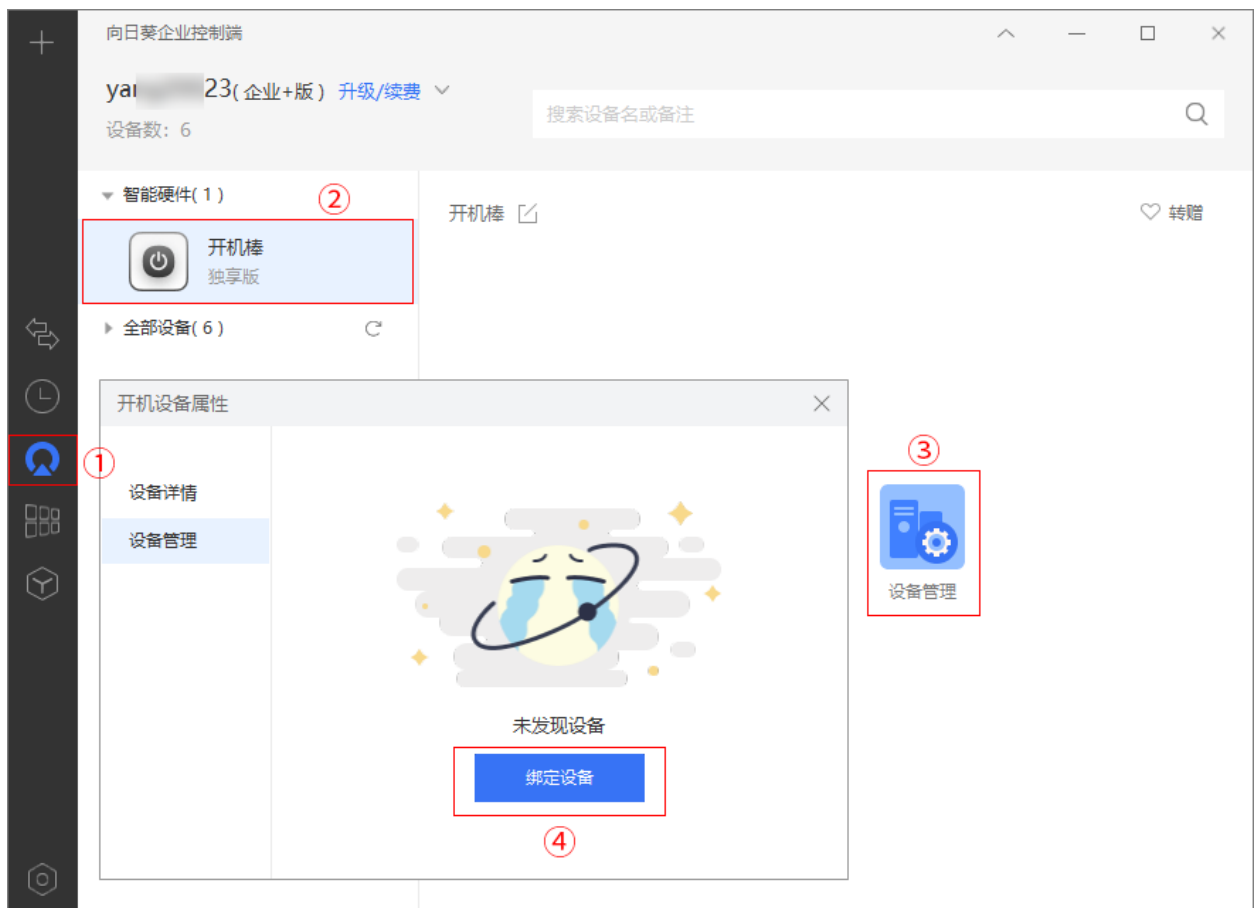 向日葵企业控制端
23(企业+版) 升级/续费
设备数: 6
搜索设备名或备注
智能硬件(1)
②
开机棒
独享版
开机棒
转赠
全部设备(6)
开机设备属性
①
设备详情
设备管理
③
设备管理
未发现设备
绑定设备
④